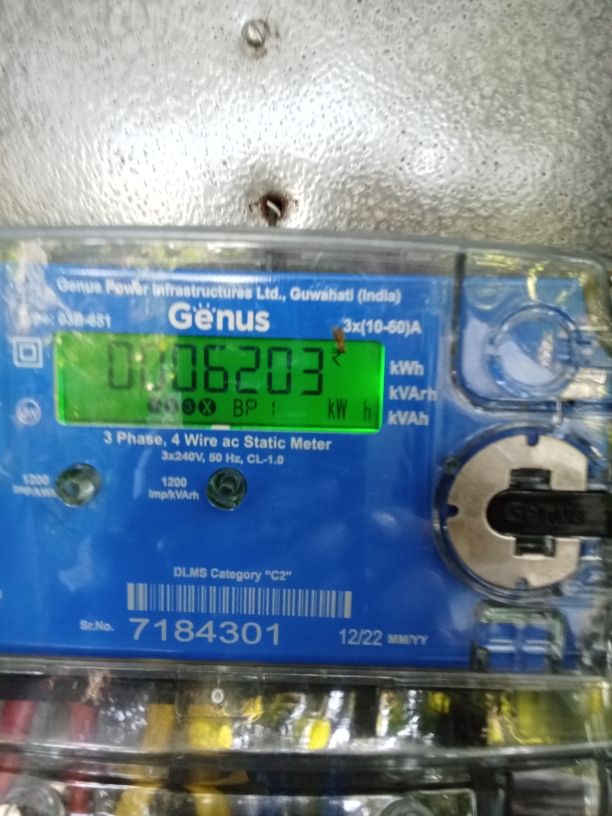 Genus Power Infrastructures Ltd., Guwahati (India)
Genus
3x(10-60)A
0006203
BP 1 kW h
kWh
kVArh
kVAh
3 Phase, 4 Wire ac Static Meter
3x240V, 50 Hz, CL-1.0
1200
1200
imp/kVArh
Genus
DLMS Category "C2"
Sr.No. 7184301 12/22 MM/YY